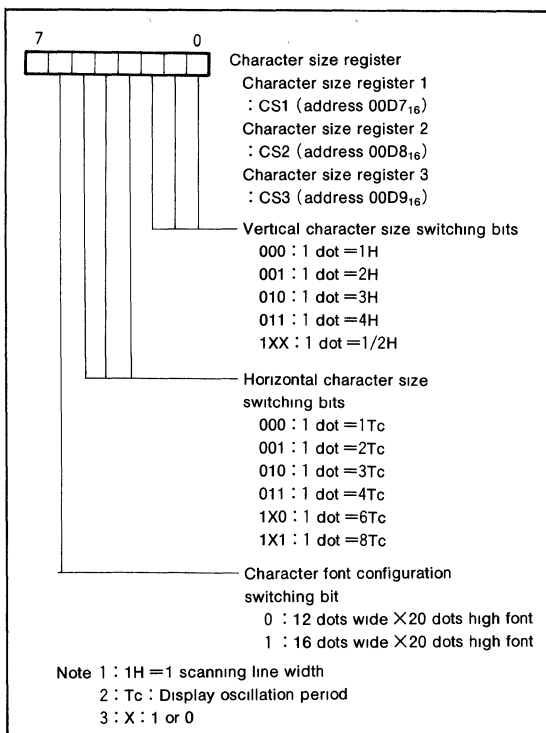 7 0
Character size register
Character size register 1
: CS1 (address 00D7₁₆)
Character size register 2
: CS2 (address 00D8₁₆)
Character size register 3
: CS3 (address 00D9₁₆)
Vertical character size switching bits
000 : 1 dot =1H
001 : 1 dot =2H
010 : 1 dot =3H
011 : 1 dot =4H
1XX : 1 dot =1/2H
Horizontal character size
switching bits
000 : 1 dot =1Tc
001 : 1 dot =2Tc
010 : 1 dot =3Tc
011 : 1 dot =4Tc
1X0 : 1 dot =6Tc
1X1 : 1 dot =8Tc
Character font configuration
switching bit
0 : 12 dots wide ×20 dots high font
1 : 16 dots wide ×20 dots high font
Note 1 : 1H =1 scanning line width
2 : Tc : Display oscillation period
3 : X : 1 or 0